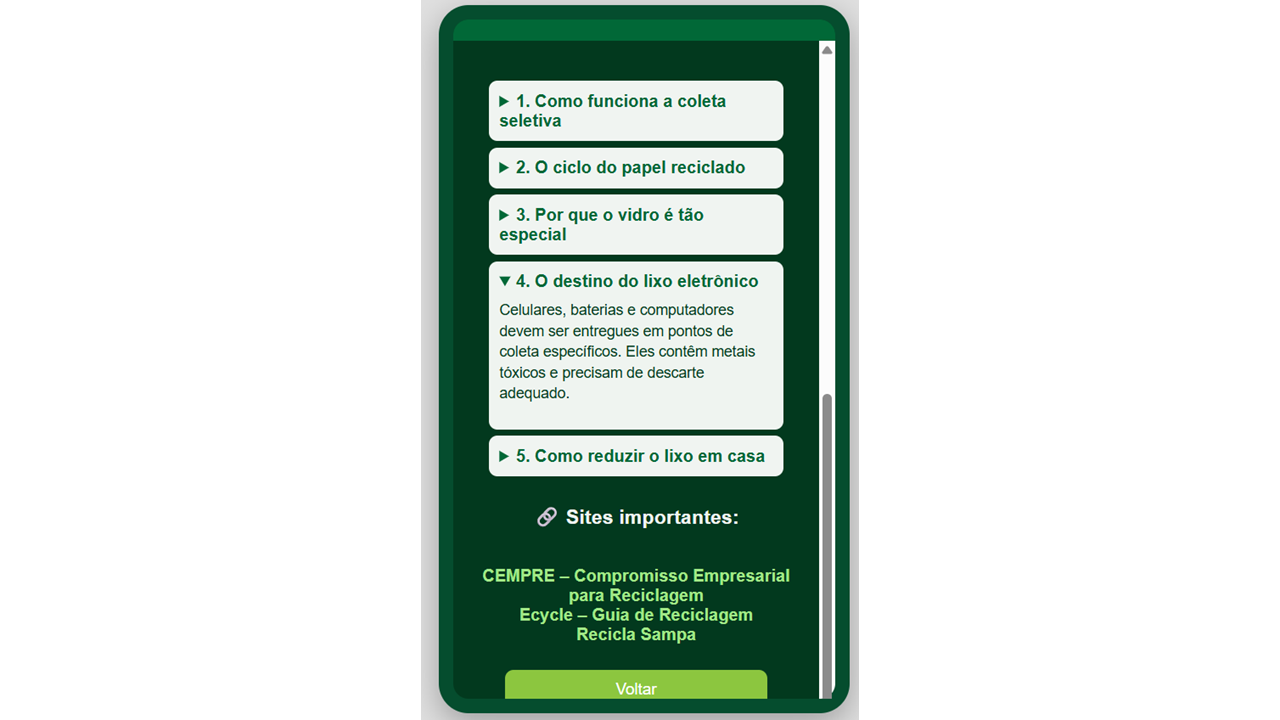 1. Como funciona a coleta
seletiva
2. O ciclo do papel reciclado
3. Por que o vidro é tão
especial
4. O destino do lixo eletrônico
Celulares, baterias e computadores
devem ser entregues em pontos de
coleta específicos. Eles contêm metais
tóxicos e precisam de descarte
adequado.
5. Como reduzir o lixo em casa
Sites importantes:
CEMPRE – Compromisso Empresarial
para Reciclagem
Ecycle – Guia de Reciclagem
Recicla Sampa
Voltar